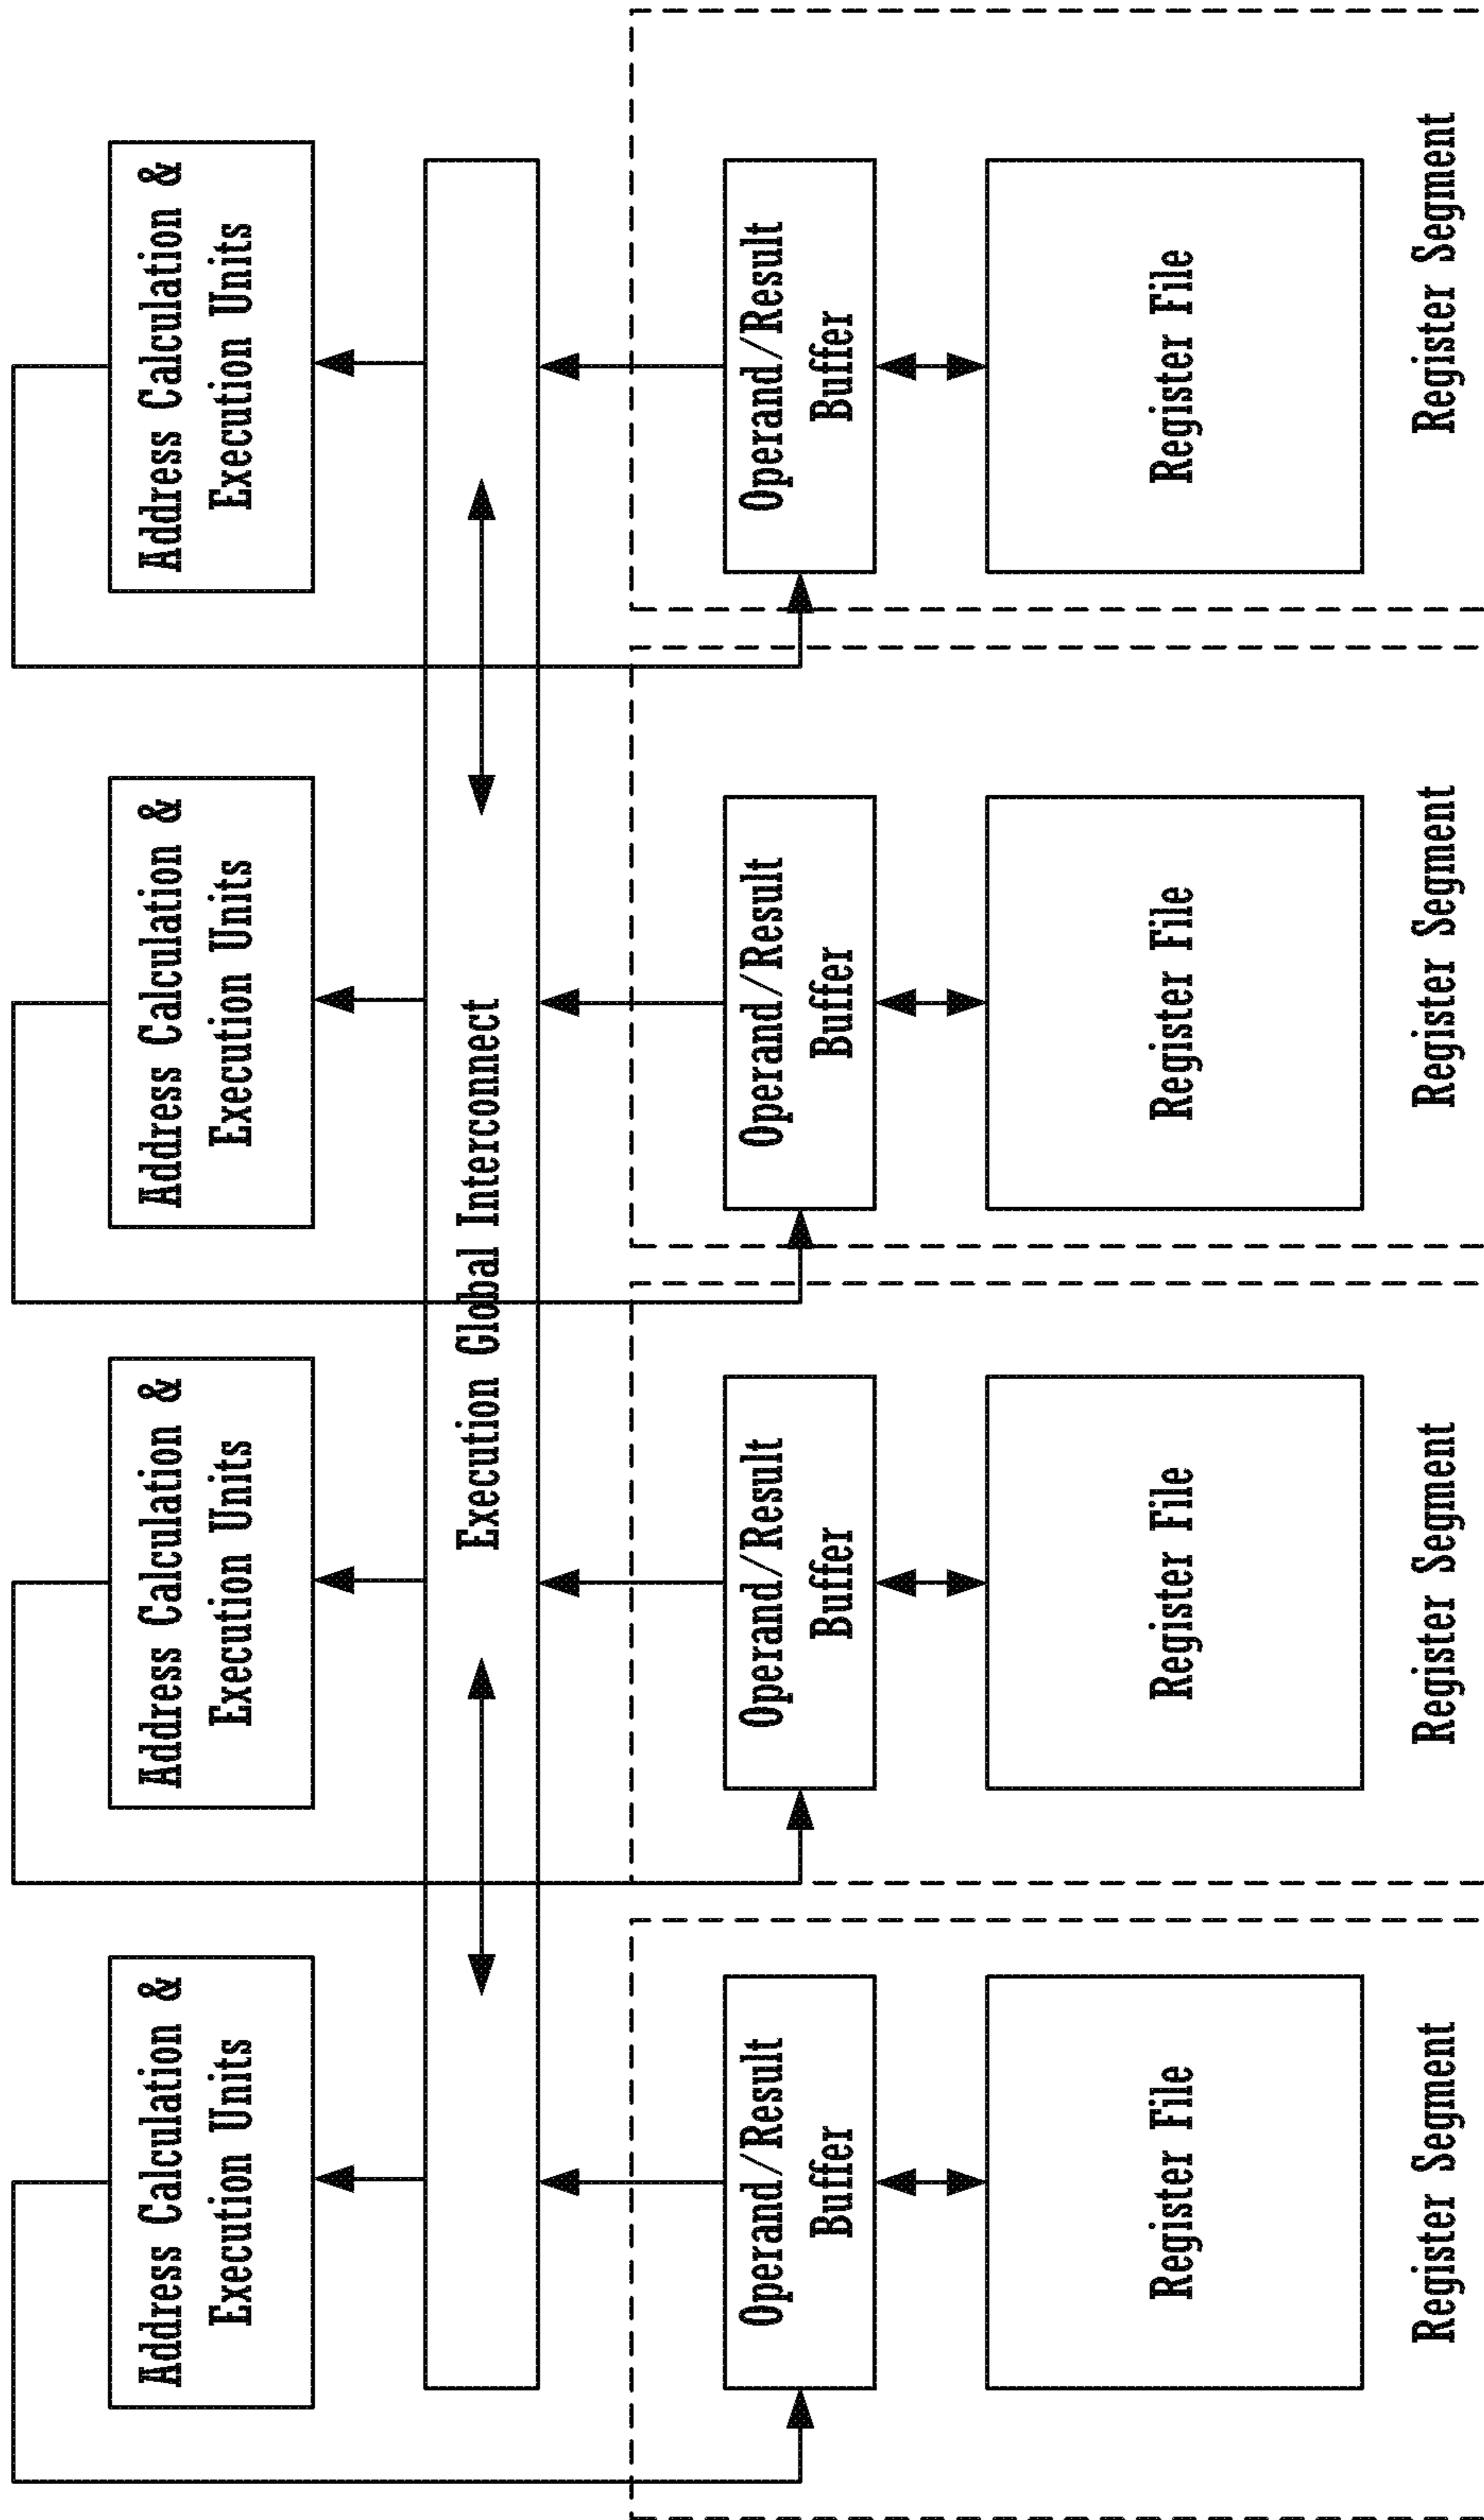 Address Calculation &
Execution Units
Address Calculation &
Execution Units
Address Calculation &
Execution Units
Address Calculation &
Execution Units
Execution Global Interconnect
Operand/Result
Buffer
Operand/Result
Buffer
Operand/Result
Buffer
Operand/Result
Buffer
Register File
Register File
Register File
Register File
Register Segment
Register Segment
Register Segment
Register Segment